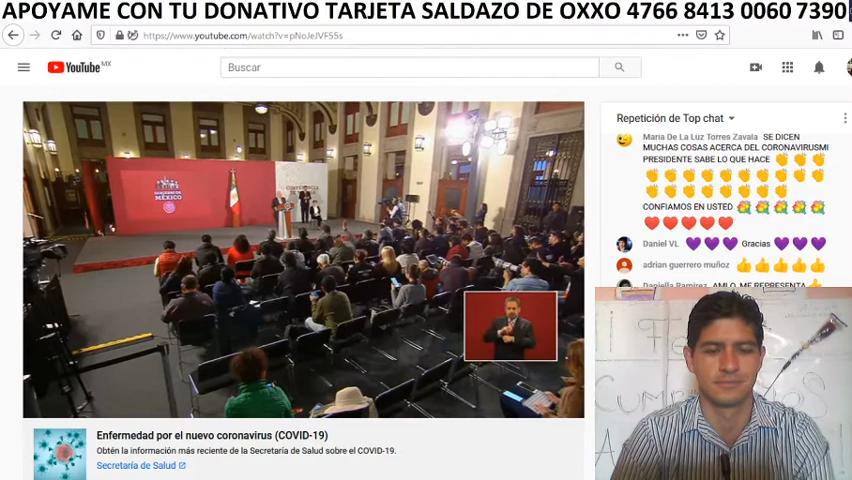 APOYAME CON TU DONATIVO TARJETA SALDAZO DE OXXO 4766 8413 0060 7390
https://www.youtube.com/watch?v=pNoJeJVF55s
YouTube MX
Buscar
Repetición de Top chat
Maria De La Luz Torres Zavala SE DICEN
MUCHAS COSAS ACERCA DEL CORONAVIRUSMI
PRESIDENTE SABE LO QUE HACE 👏👏👏
👏👏👏👏👏👏👏👏👏👏👏
👏👏👏👏👏👏👏👏👏
CONFIAMOS EN USTED 💐💐💐💐💐
❤️❤️❤️❤️❤️
Daniel VL 💜💜💜 Gracias 💜💜💜
adrian guerrero muñoz 👍👍👍👍👍
Daniella Ramirez AMLO ME REPRESENTA 👍
GOBIERNO DE
MÉXICO
CONFERENCIA
Enfermedad por el nuevo coronavirus (COVID-19)
Obtén la información más reciente de la Secretaría de Salud sobre el COVID-19.
Secretaría de Salud